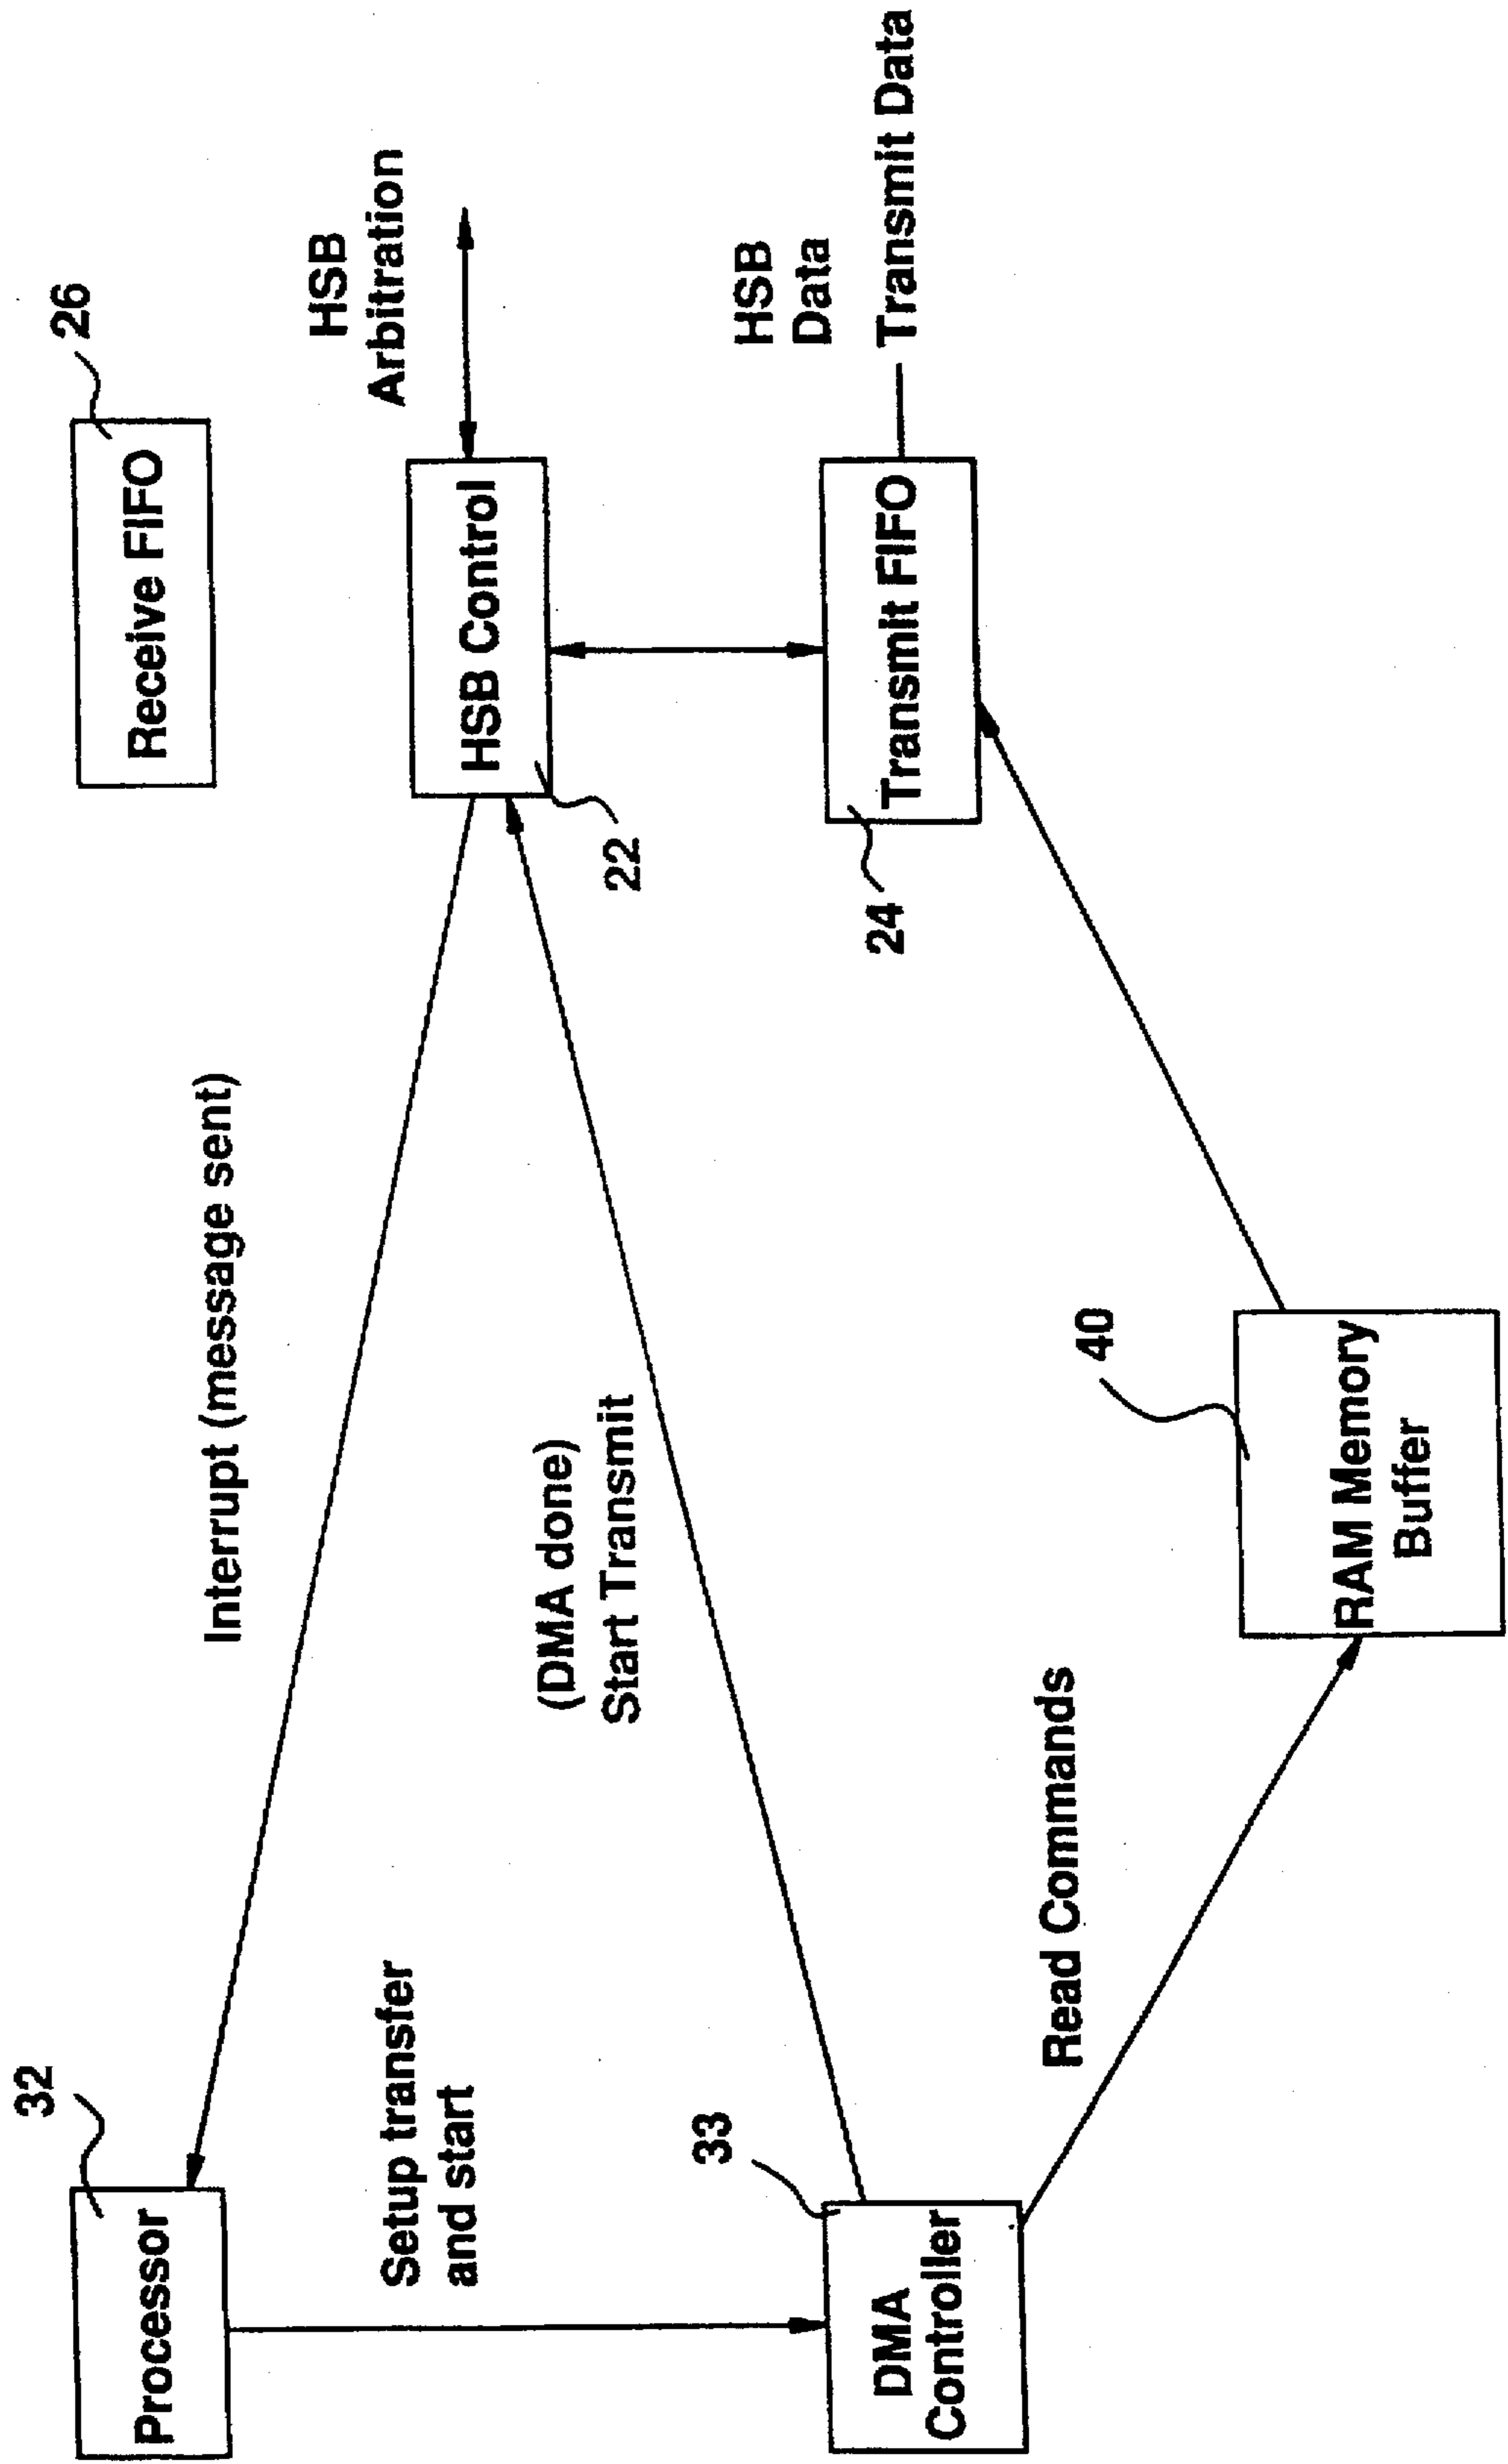 32
Processor
Setup transfer
and start
33
DMA
Controller
Interrupt (message sent)
(DMA done)
Start Transmit
Read Commands
40
RAM Memory
Buffer
26
Receive FIFO
HSB
Arbitration
HSB Control
22
HSB
Data
Transmit Data
Transmit FIFO
24